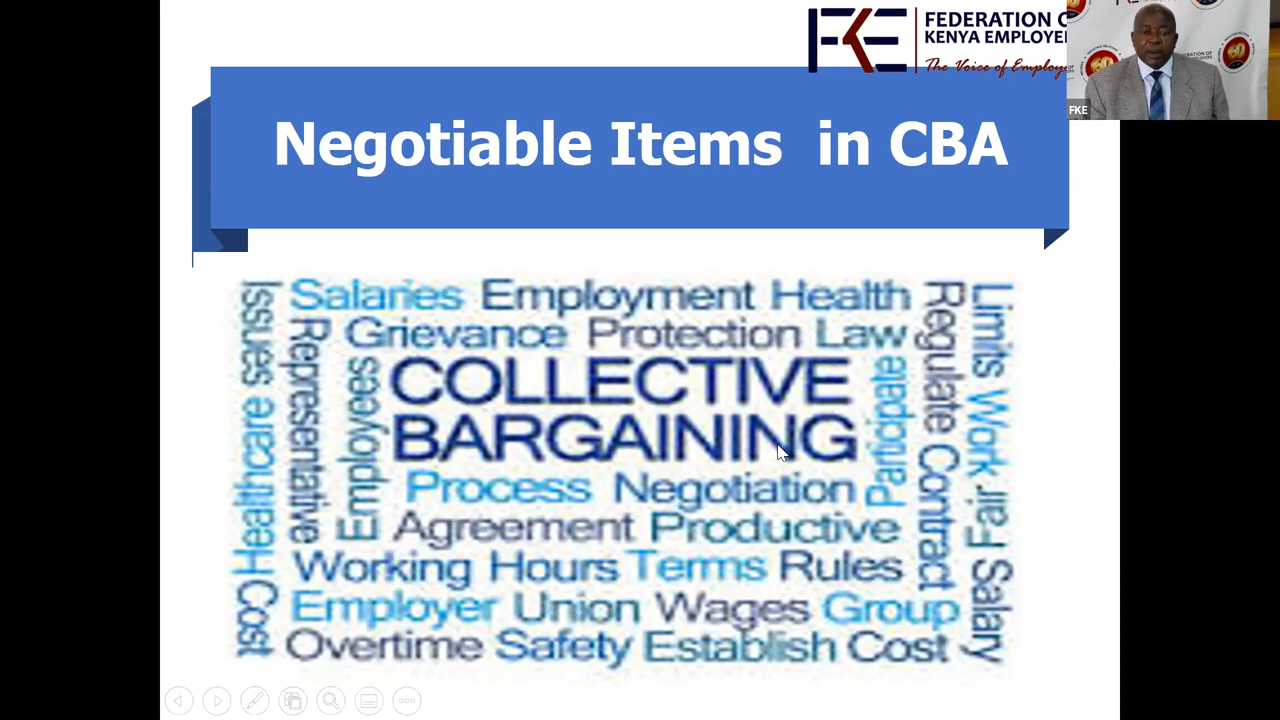 FEDERATION O
KENYA EMPLOYE
The Voice of Employ
FKE
Negotiable Items in CBA
Salaries Employment Health
Grievance Protection Law
COLLECTIVE
BARGAINING
Process Negotiation
Agreement Productive
Working Hours Terms Rules
Employer Union Wages Group
Overtime Safety Establish Cost
Cost Healthcare Issues
Representative
Employees
Participate
Regulate Contract
Limits Work Fair Salary
FKE